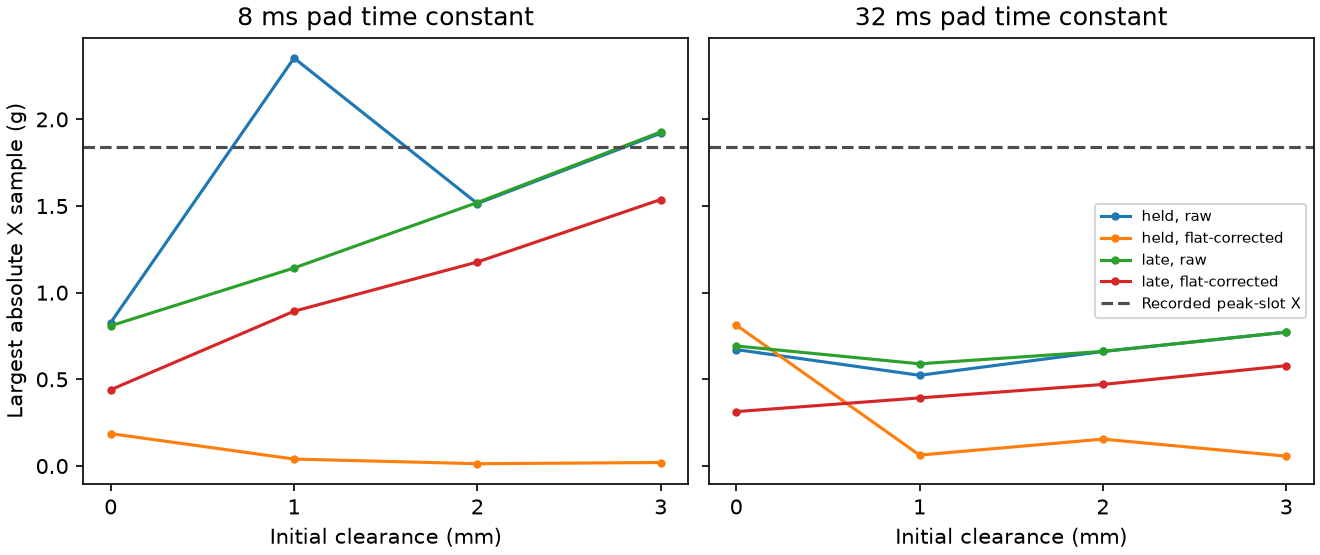 8 ms pad time constant
32 ms pad time constant
Largest absolute X sample (g)
2.0
1.5
1.0
0.5
0.0
0 1 2 3
Initial clearance (mm)
held, raw
held, flat-corrected
late, raw
late, flat-corrected
Recorded peak-slot X
0 1 2 3
Initial clearance (mm)